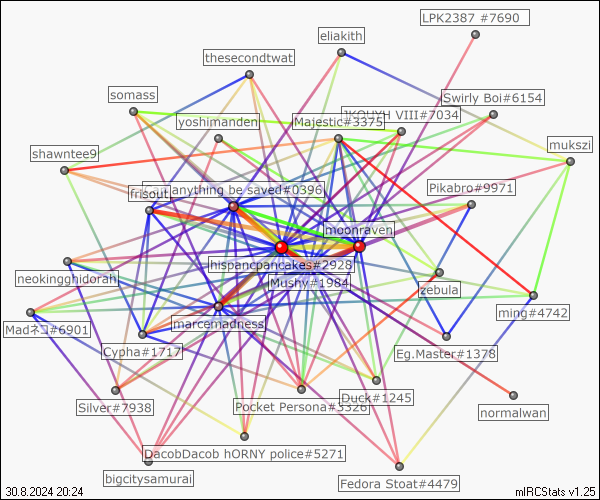 LPK2387 #7690
eliakith
thesecondtwat
somass
Swirly Boi#6154
yoshimanden
Majestic#3375
VIII#7034
shawntee9
mukszi
frisout
anything be saved#0396
Pikabro#9971
moonraven
hispancpancakes#2928
neokingghidorah
Mushy#1984
zebula
ming#4742
Madネコ#6901
marcemadness
Cypha#1717
Eg.Master#1378
Silver#7938
Pocket Persona#3326
Duck#1245
normalwan
DacobDacob hORNY police#5271
bigcitysamurai
Fedora Stoat#4479
30.8.2024 20:24
mIRCStats v1.25